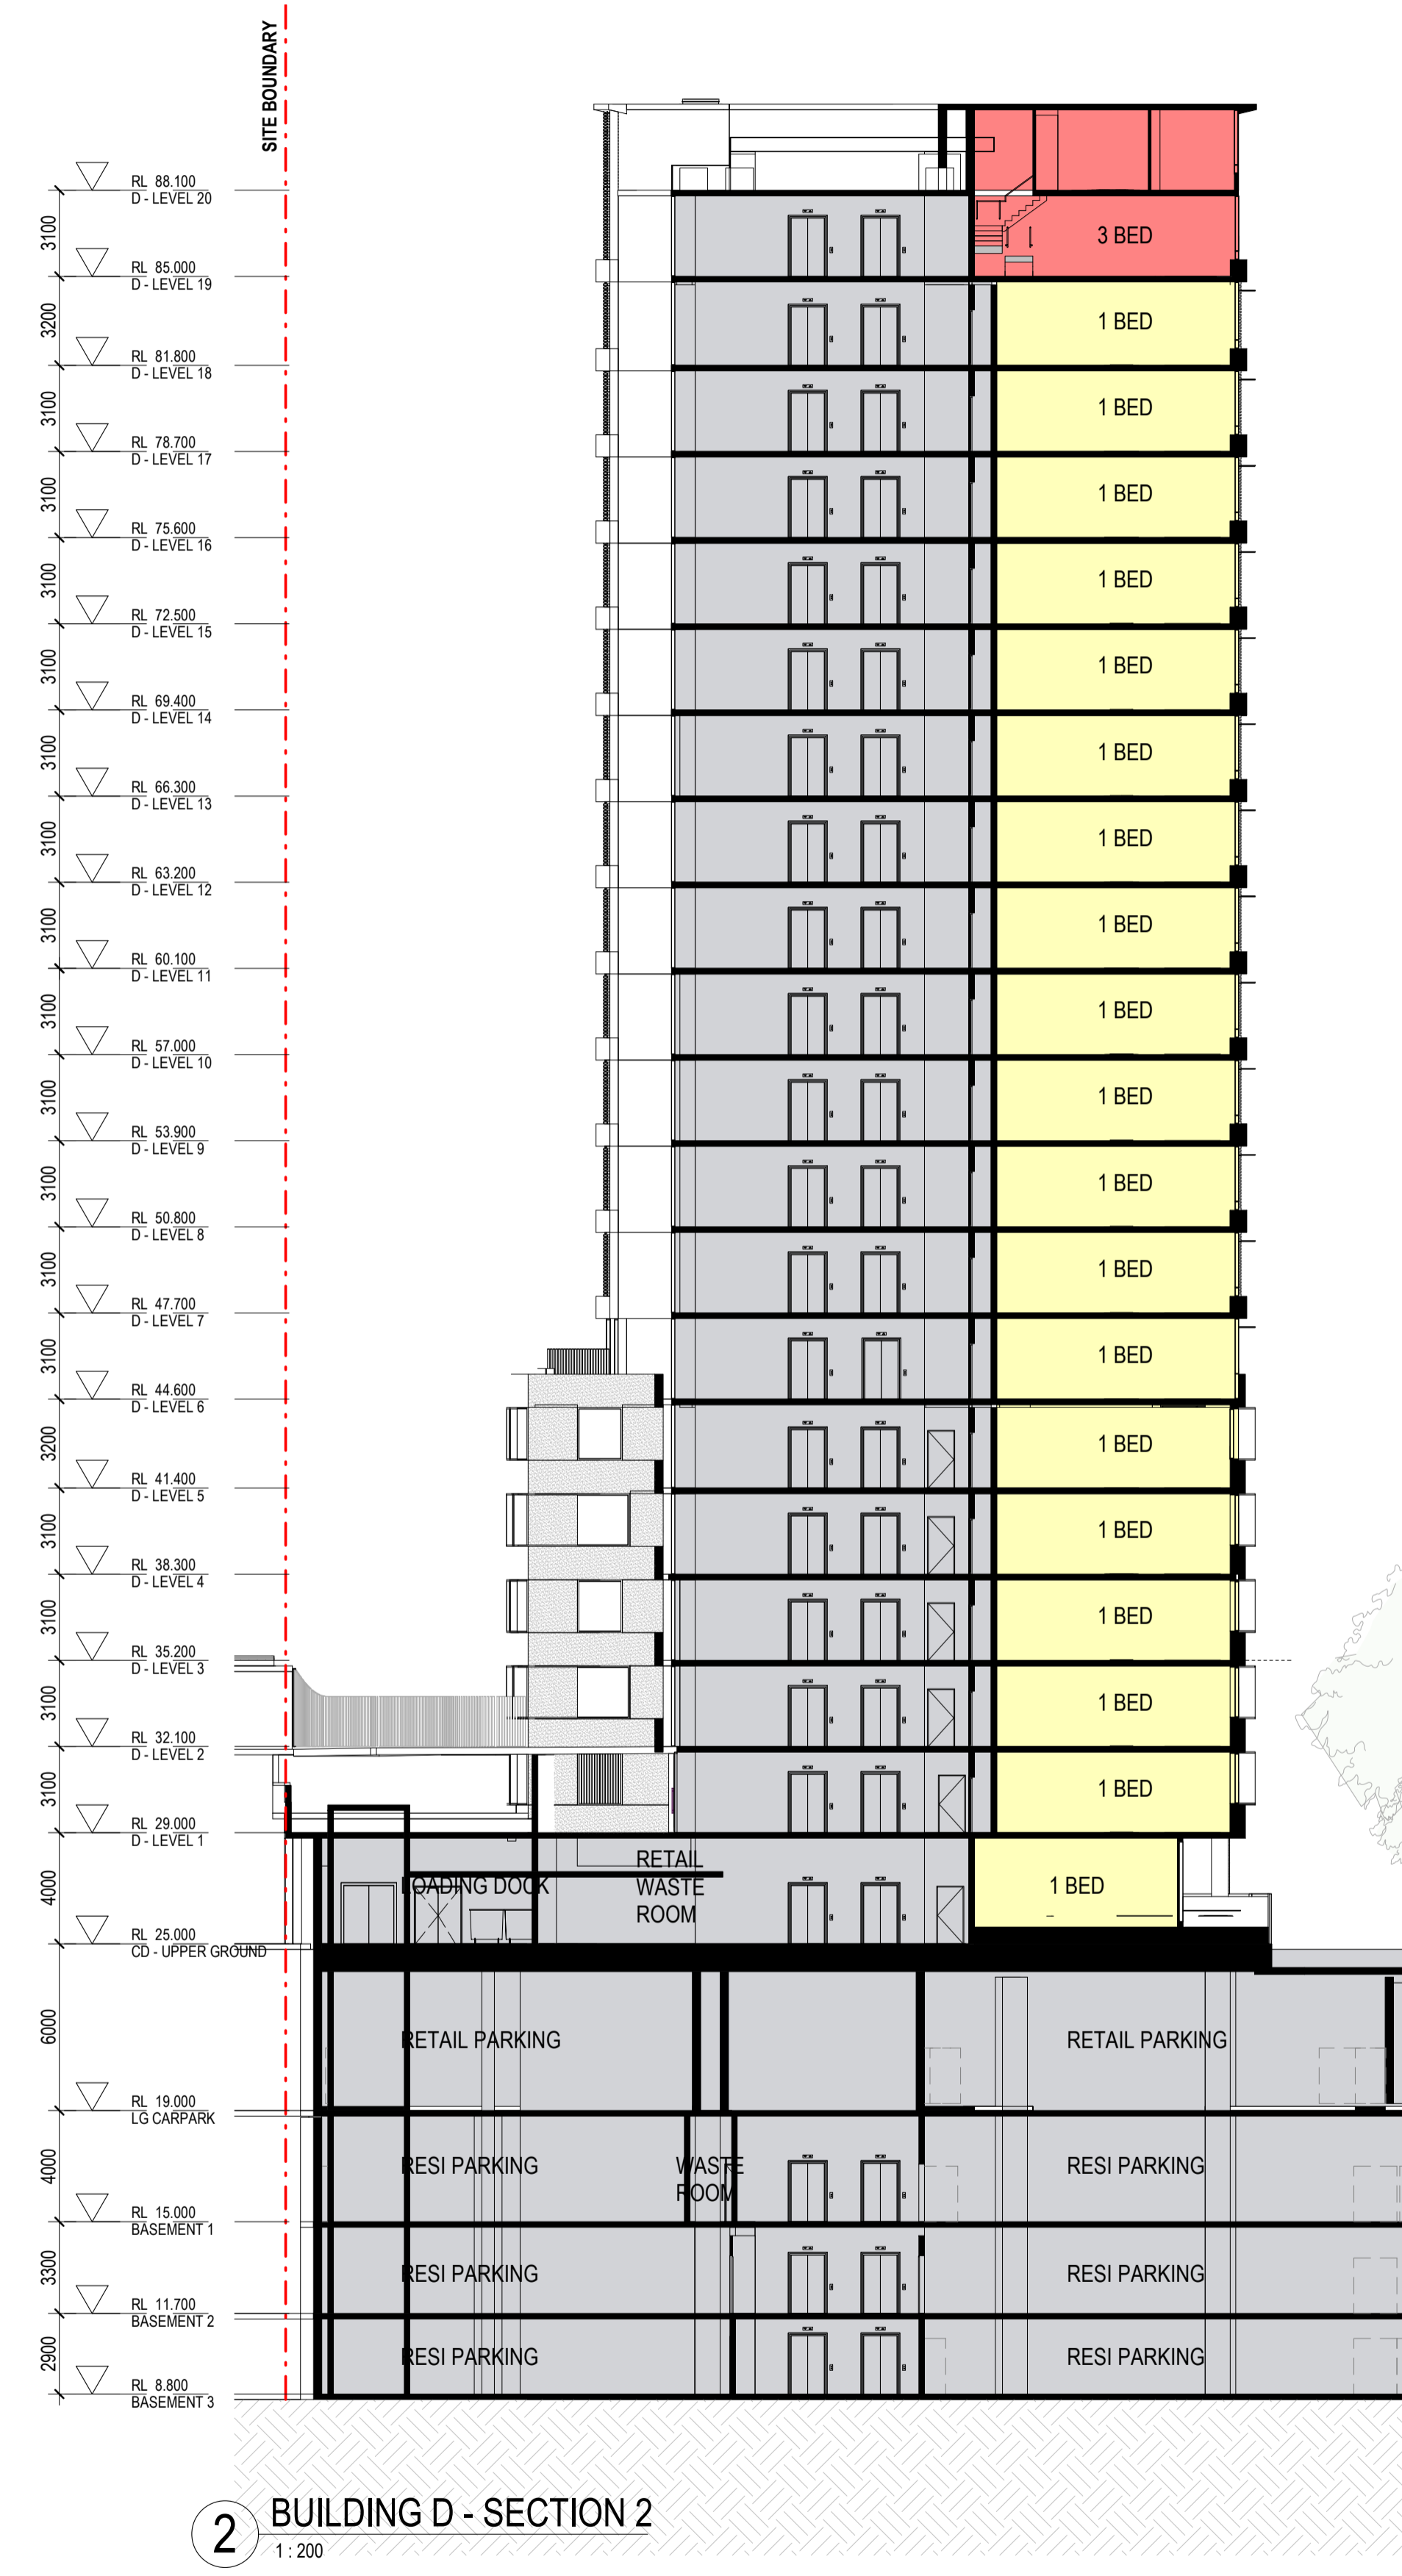 SITE BOUNDARY
RL 88.100
D - LEVEL 20
3100
3 BED
RL 85.000
D - LEVEL 19
3200
1 BED
RL 81.800
D - LEVEL 18
3100
1 BED
RL 78.700
D - LEVEL 17
3100
1 BED
RL 75.600
D - LEVEL 16
3100
1 BED
RL 72.500
D - LEVEL 15
3100
1 BED
RL 69.400
D - LEVEL 14
3100
1 BED
RL 66.300
D - LEVEL 13
3100
1 BED
RL 63.200
D - LEVEL 12
3100
1 BED
RL 60.100
D - LEVEL 11
3100
1 BED
RL 57.000
D - LEVEL 10
3100
1 BED
RL 53.900
D - LEVEL 9
3100
1 BED
RL 50.800
D - LEVEL 8
3100
1 BED
RL 47.700
D - LEVEL 7
3100
1 BED
RL 44.600
D - LEVEL 6
3200
1 BED
RL 41.400
D - LEVEL 5
3100
1 BED
RL 38.300
D - LEVEL 4
3100
1 BED
RL 35.200
D - LEVEL 3
3100
1 BED
RL 32.100
D - LEVEL 2
3100
1 BED
RL 29.000
D - LEVEL 1
4000
LOADING DOCK
RETAIL
WASTE
ROOM
1 BED
RL 25.000
CD - UPPER GROUND
6000
RETAIL PARKING
RETAIL PARKING
RL 19.000
LG CARPARK
4000
RESI PARKING
WASTE
ROOM
RESI PARKING
RL 15.000
BASEMENT 1
3300
RESI PARKING
RESI PARKING
RL 11.700
BASEMENT 2
2900
RESI PARKING
RESI PARKING
RL 8.800
BASEMENT 3
2
BUILDING D - SECTION 2
1 : 200